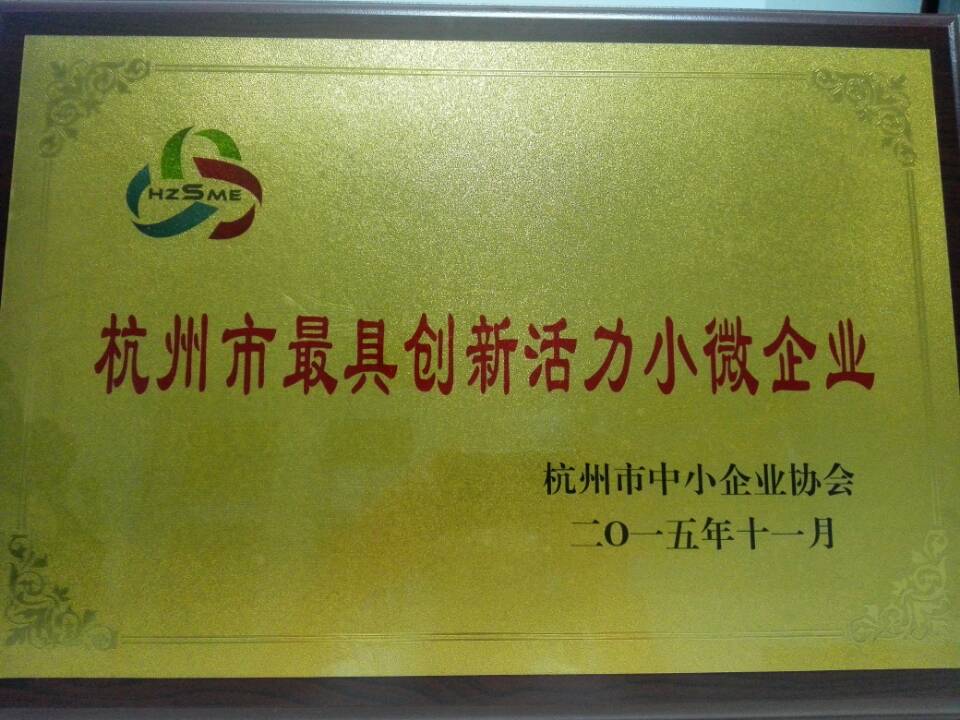 HZSME
杭州市最具创新活力小微企业
杭州市中小企业协会
二O一五年十一月